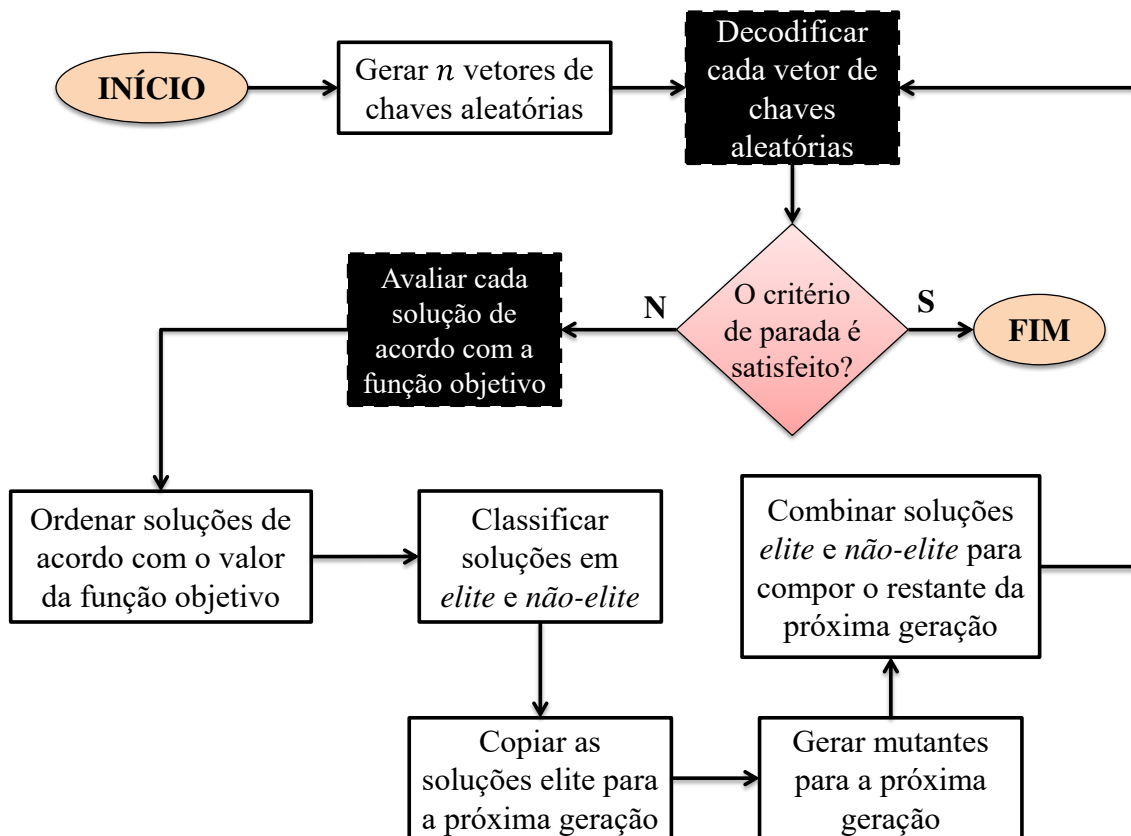 INÍCIO
Gerar n vetores de
chaves aleatórias
Decodificar
cada vetor de
chaves
aleatórias
O critério
de parada é
satisfeito?
N
S
FIM
Avaliar cada
solução de
acordo com a
função objetivo
Ordenar soluções de
acordo com o valor
da função objetivo
Classificar
soluções em
elite e não-elite
Copiar as
soluções elite para
a próxima geração
Gerar mutantes
para a próxima
geração
Combinar soluções
elite e não-elite para
compor o restante da
próxima geração